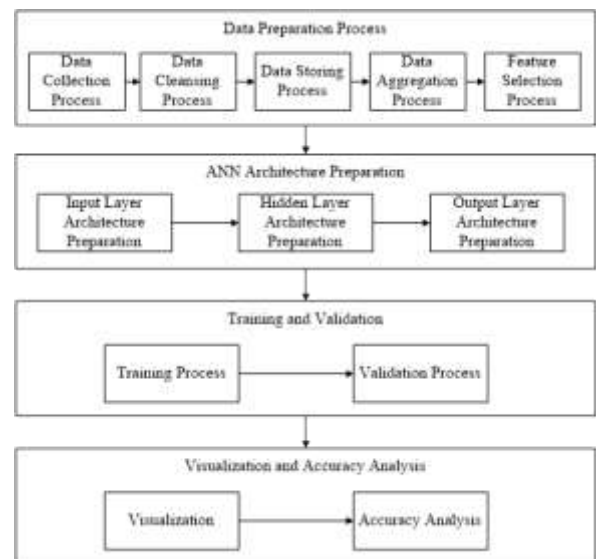 Data Preparation Process
Data
Collection
Process
Data
Cleansing
Process
Data Storing
Process
Data
Aggregation
Process
Feature
Selection
Process
ANN Architecture Preparation
Input Layer
Architecture
Preparation
Hidden Layer
Architecture
Preparation
Output Layer
Architecture
Preparation
Training and Validation
Training Process
Validation Process
Visualization and Accuracy Analysis
Visualization
Accuracy Analysis